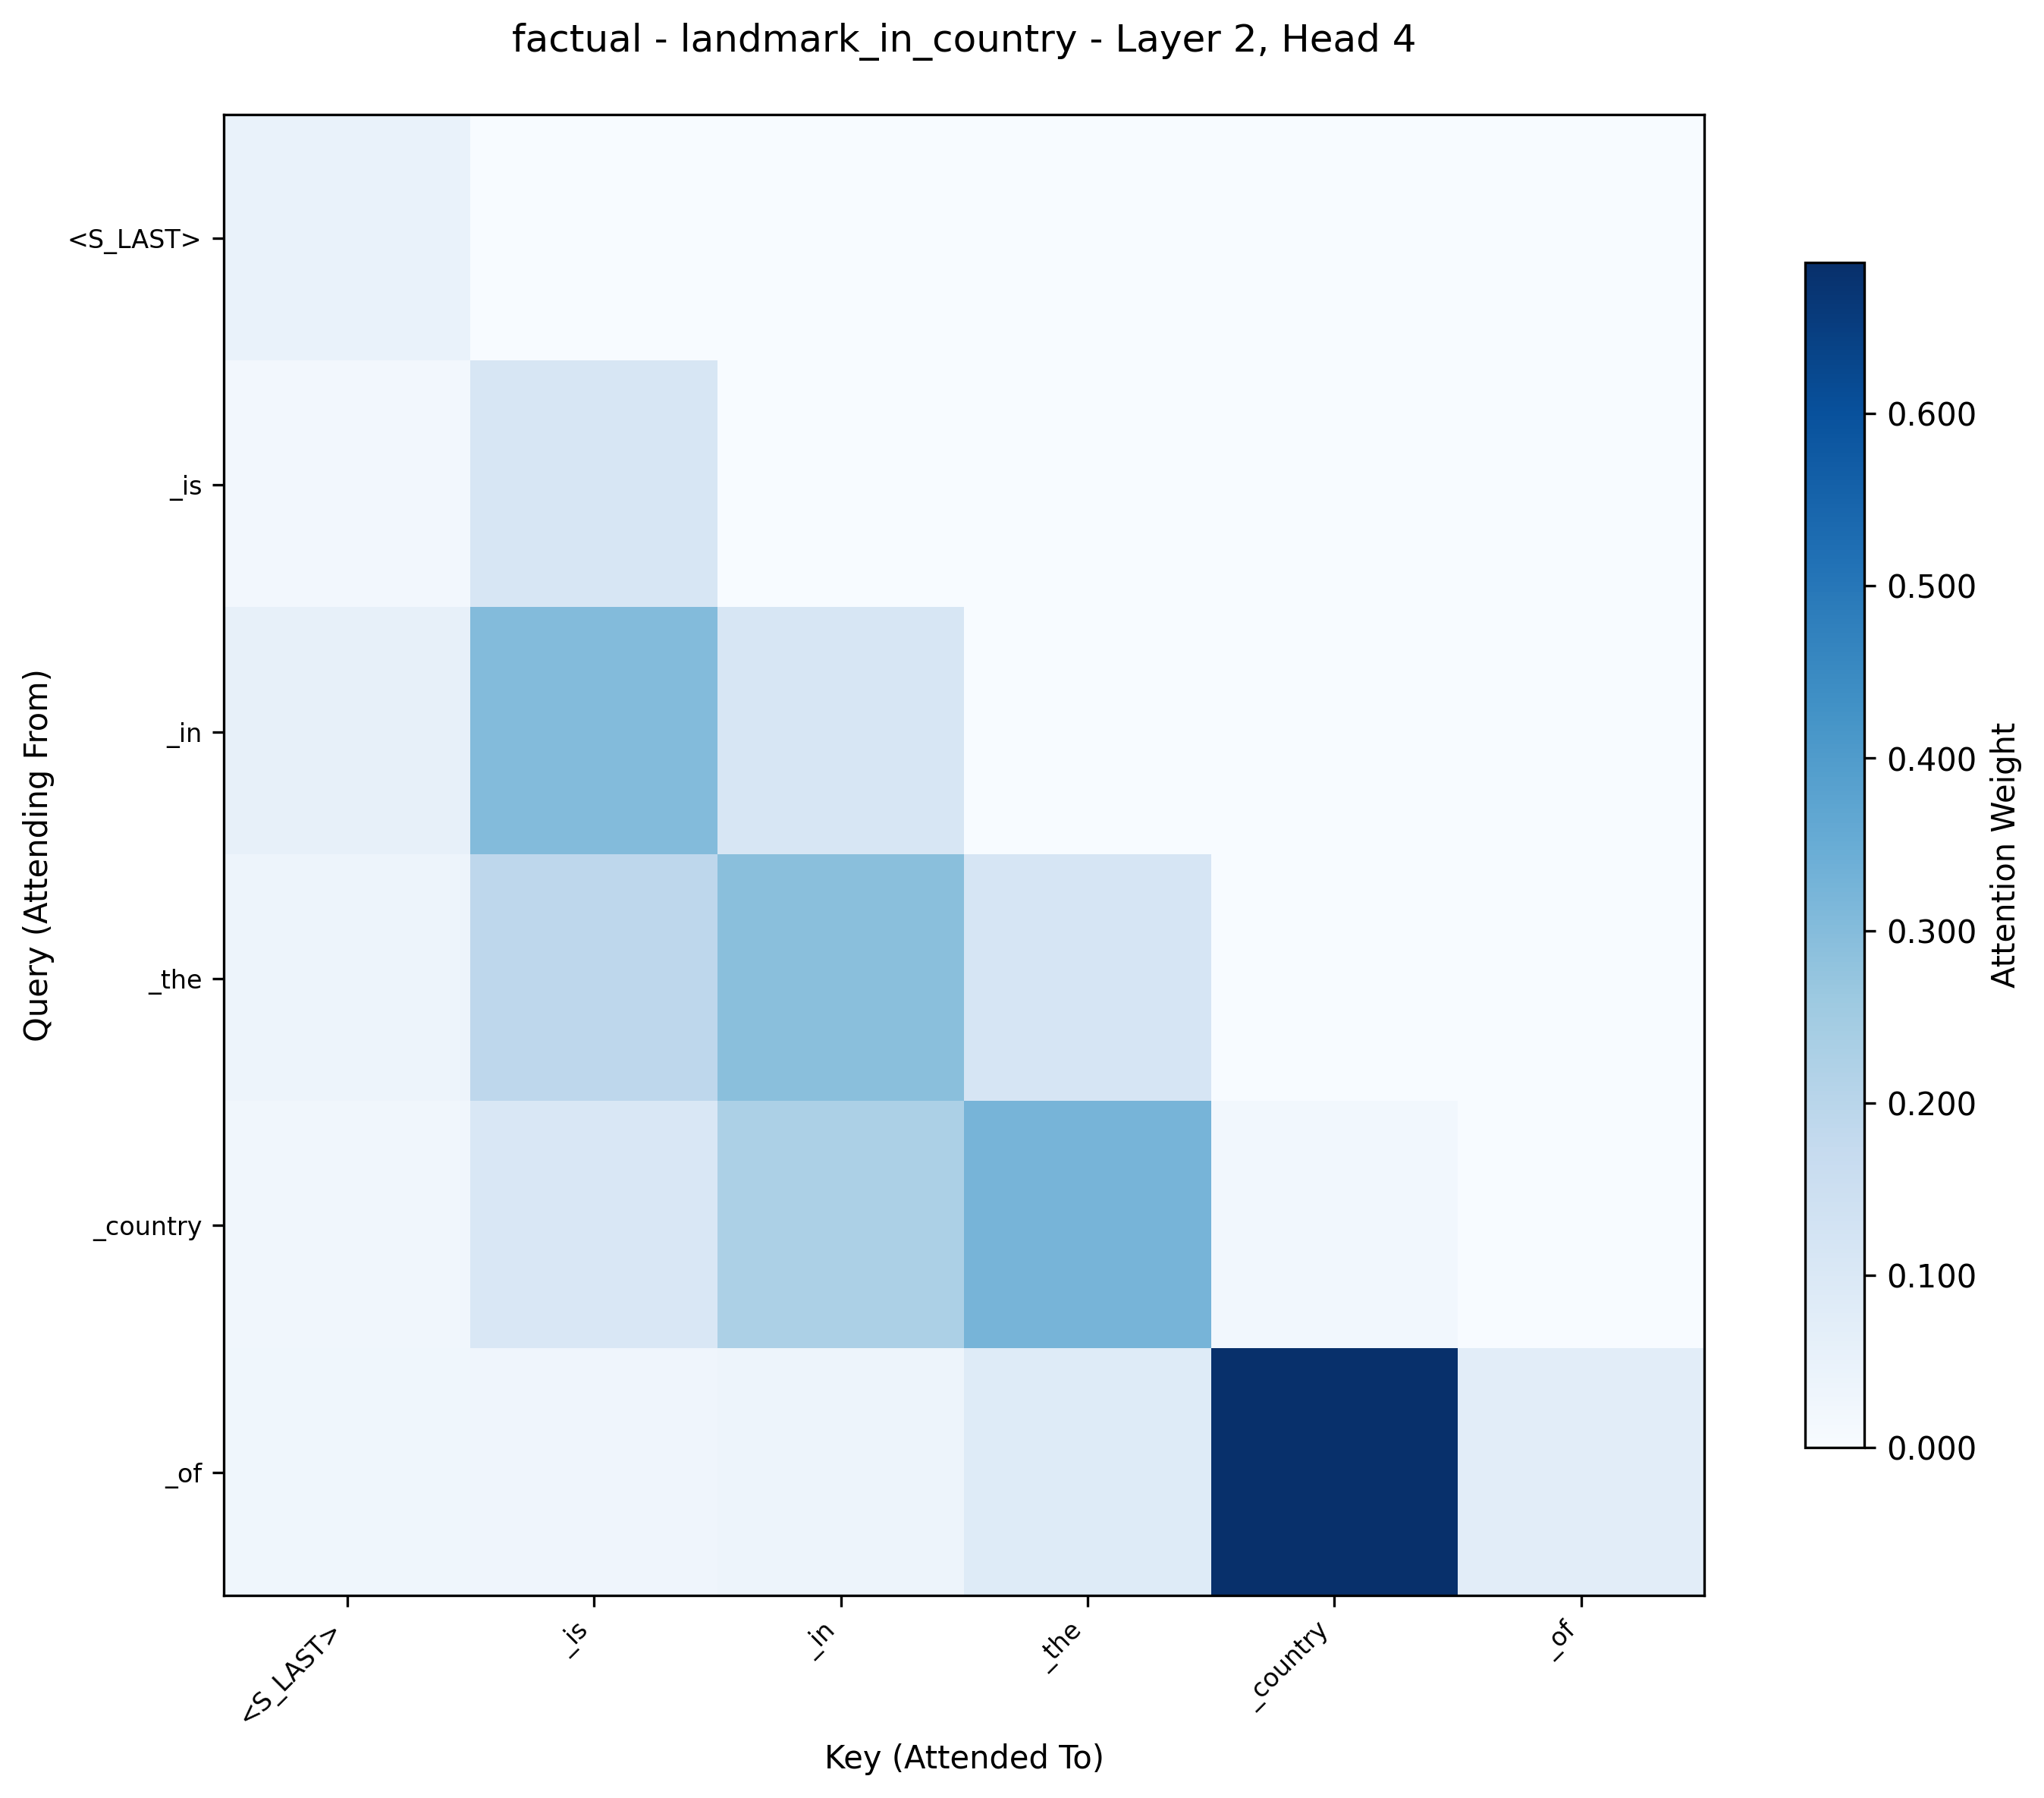 factual - landmark_in_country - Layer 2, Head 4
Query (Attending From)
<S_LAST>
_is
_in
_the
_country
_of
<S_LAST>
_is
_in
_the
_country
_of
Key (Attended To)
0.600
0.500
0.400
0.300
0.200
0.100
0.000
Attention Weight